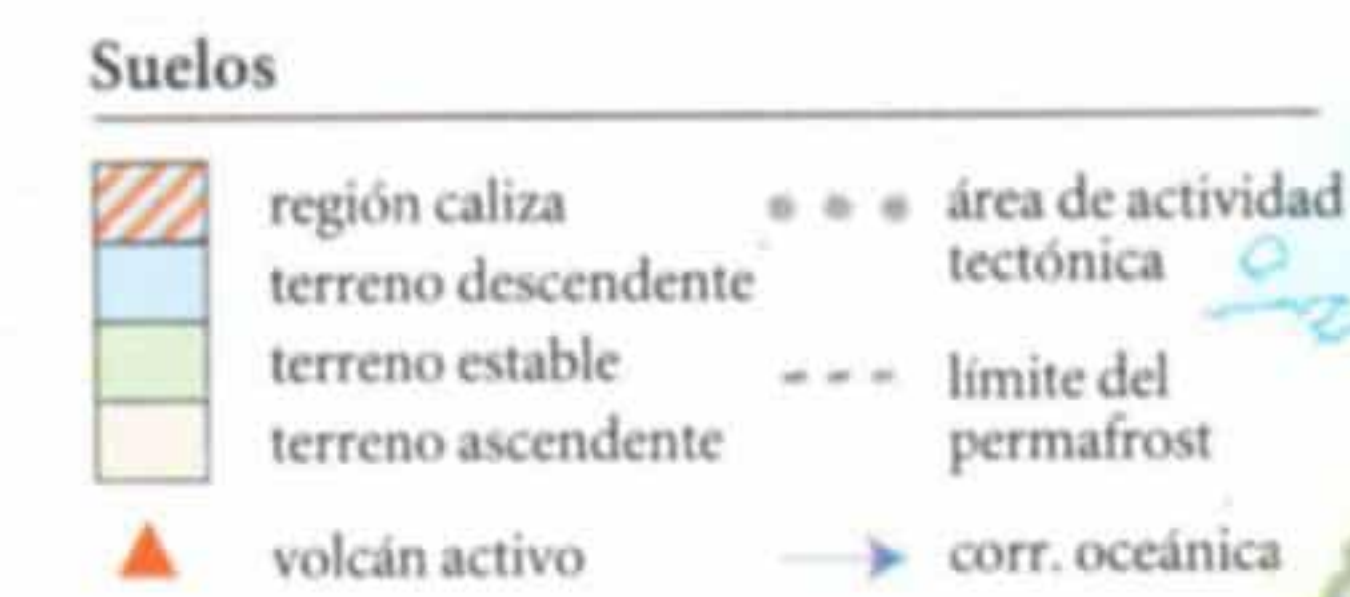 Suelos
región caliza
terreno descendente
terreno estable
terreno ascendente
volcán activo
área de actividad
tectónica
límite del
permafrost
corr. oceánica